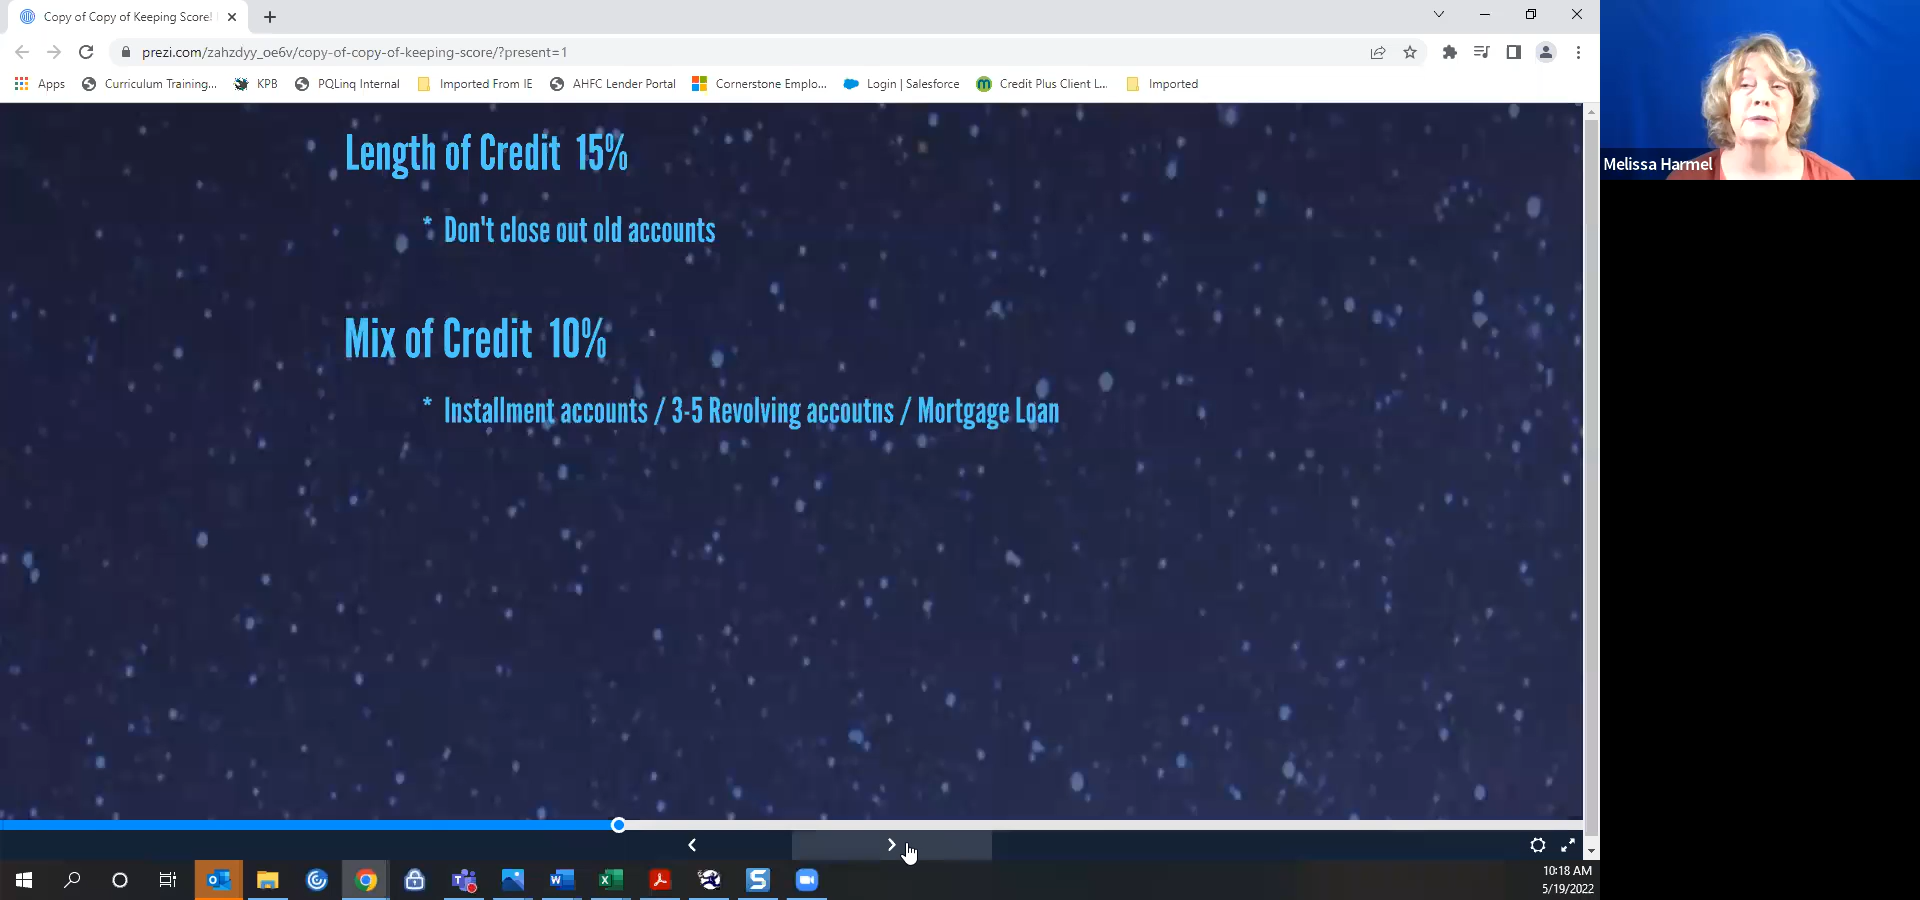 Copy of Copy of Keeping Score!
prezi.com/zahzdyy_oe6v/copy-of-copy-of-keeping-score/?present=1
Apps Curriculum Training... KPB PQLinq Internal Imported From IE AHFC Lender Portal Cornerstone Emplo... Login | Salesforce Credit Plus Client L... Imported
Length of Credit 15%
* Don't close out old accounts
Mix of Credit 10%
* Installment accounts / 3-5 Revolving accoutns / Mortgage Loan
Melissa Harmel
10:18 AM
5/19/2022